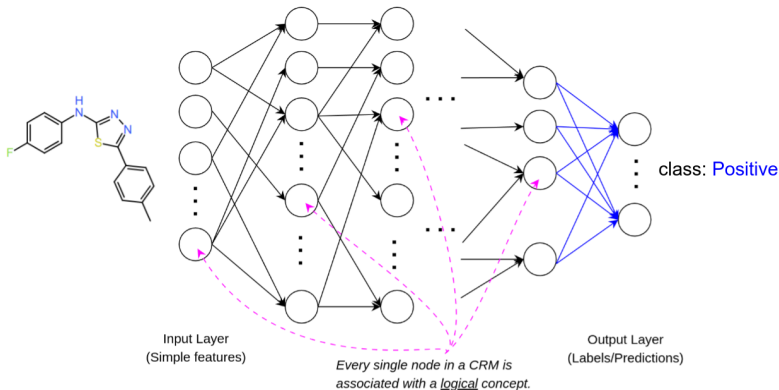 H
N
N
N
S
F
class: Positive
Input Layer
(Simple features)
Output Layer
(Labels/Predictions)
Every single node in a CRM is
associated with a logical concept.